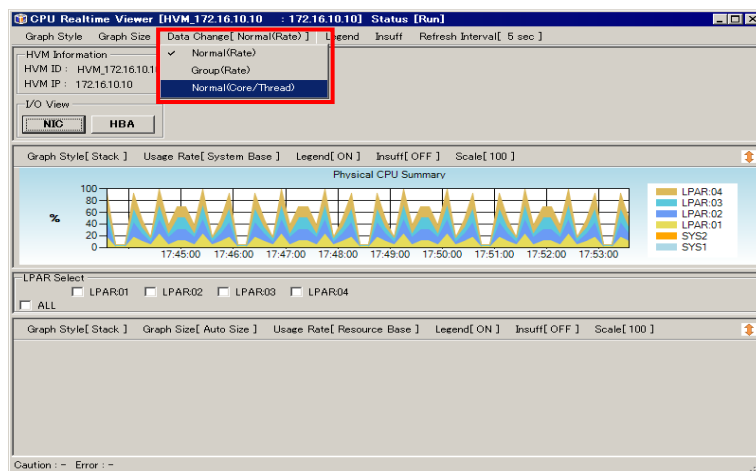 CPU Realtime Viewer [HVM_172.16.10.10 : 172.16.10.10] Status [Run]
Graph Style Graph Size Data Change[ Normal(Rate) ] Legend Insuff Refresh Interval[ 5 sec ]
Normal(Rate)
Group(Rate)
Normal(Core/Thread)
HVM Information
HVM ID : HVM_172.16.10.1
HVM IP : 172.16.10.10
I/O View
NIC HBA
Graph Style[ Stack ] Usage Rate[ System Base ] Legend[ ON ] Insuff[ OFF ] Scale[ 100 ]
Physical CPU Summary
%
100
80
60
40
20
0
17:45:00 17:46:00 17:47:00 17:48:00 17:49:00 17:50:00 17:51:00 17:52:00 17:53:00
LPAR:04
LPAR:03
LPAR:02
LPAR:01
SYS2
SYS1
LPAR Select
LPAR:01 LPAR:02 LPAR:03 LPAR:04
ALL
Graph Style[ Stack ] Graph Size[ Auto Size ] Usage Rate[ Resource Base ] Legend[ ON ] Insuff[ OFF ] Scale[ 100 ]
Caution : - Error : -